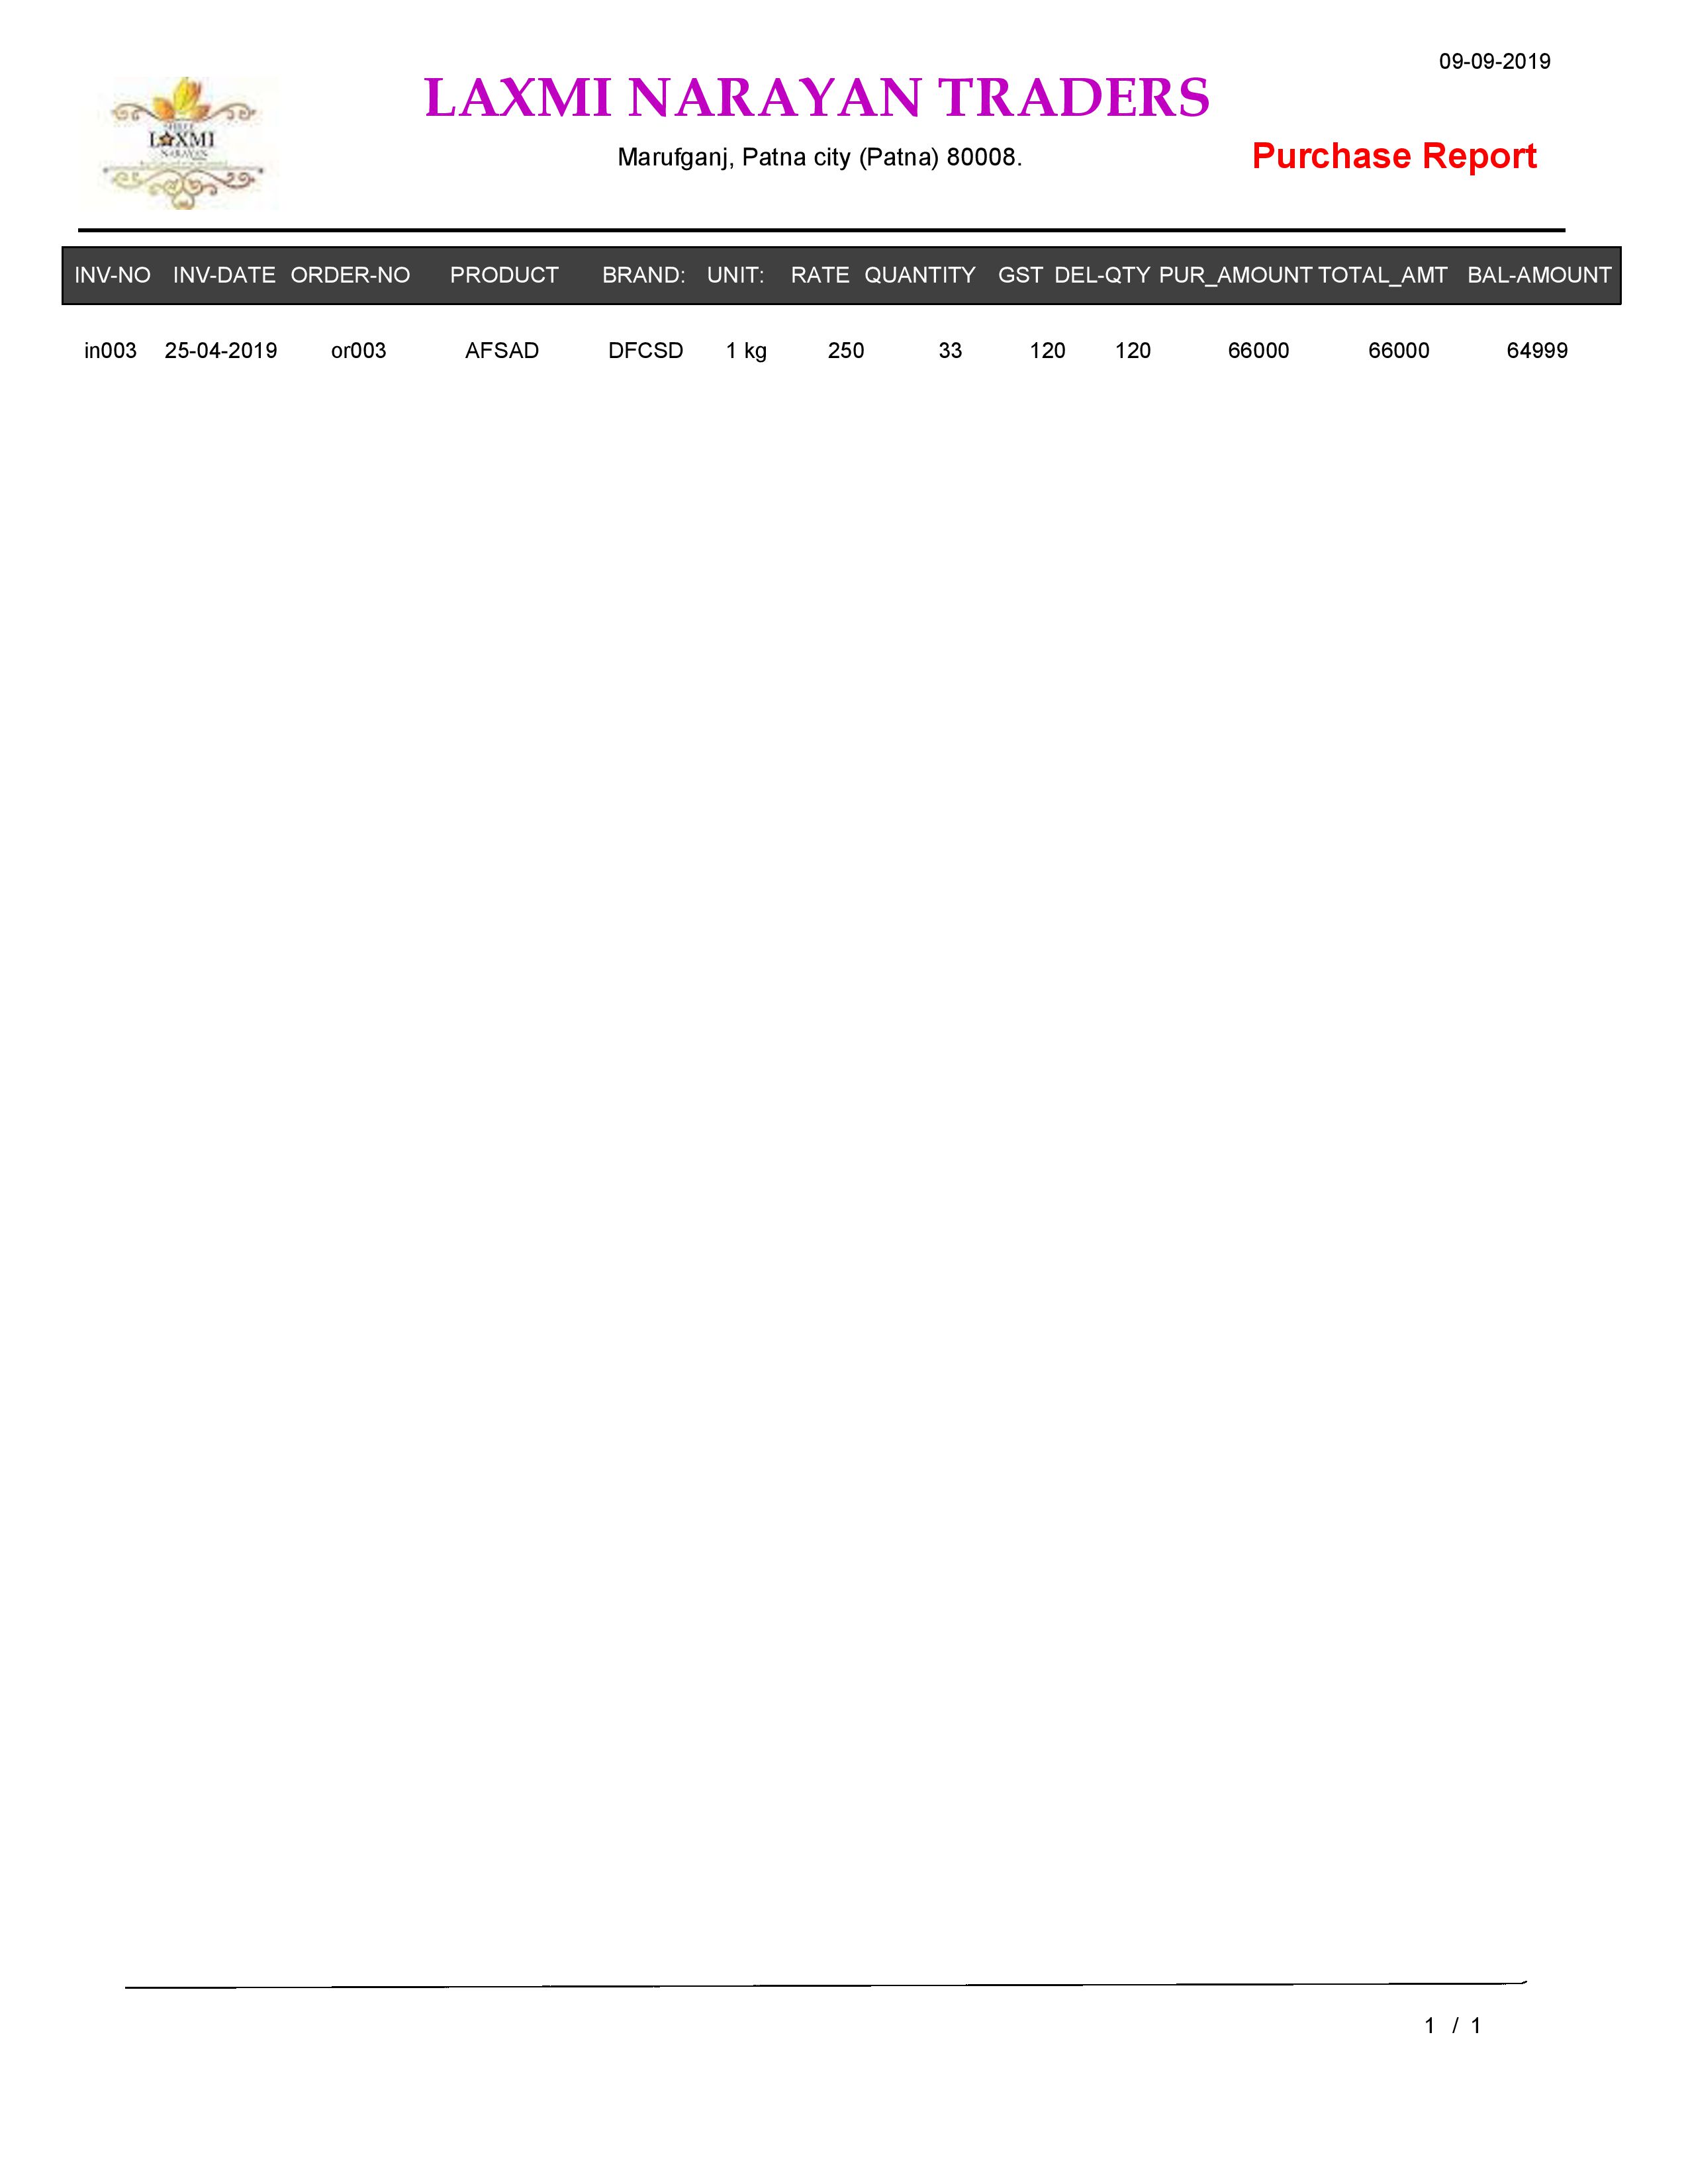 09-09-2019
LAXMI NARAYAN TRADERS
SHREE
LAXMI
NARAYAN
Marufganj, Patna city (Patna) 80008.
Purchase Report
INV-NO INV-DATE ORDER-NO PRODUCT BRAND: UNIT: RATE QUANTITY GST DEL-QTY PUR_AMOUNT TOTAL_AMT BAL-AMOUNT
in003 25-04-2019 or003 AFSAD DFCSD 1 kg 250 33 120 120 66000 66000 64999
1 / 1